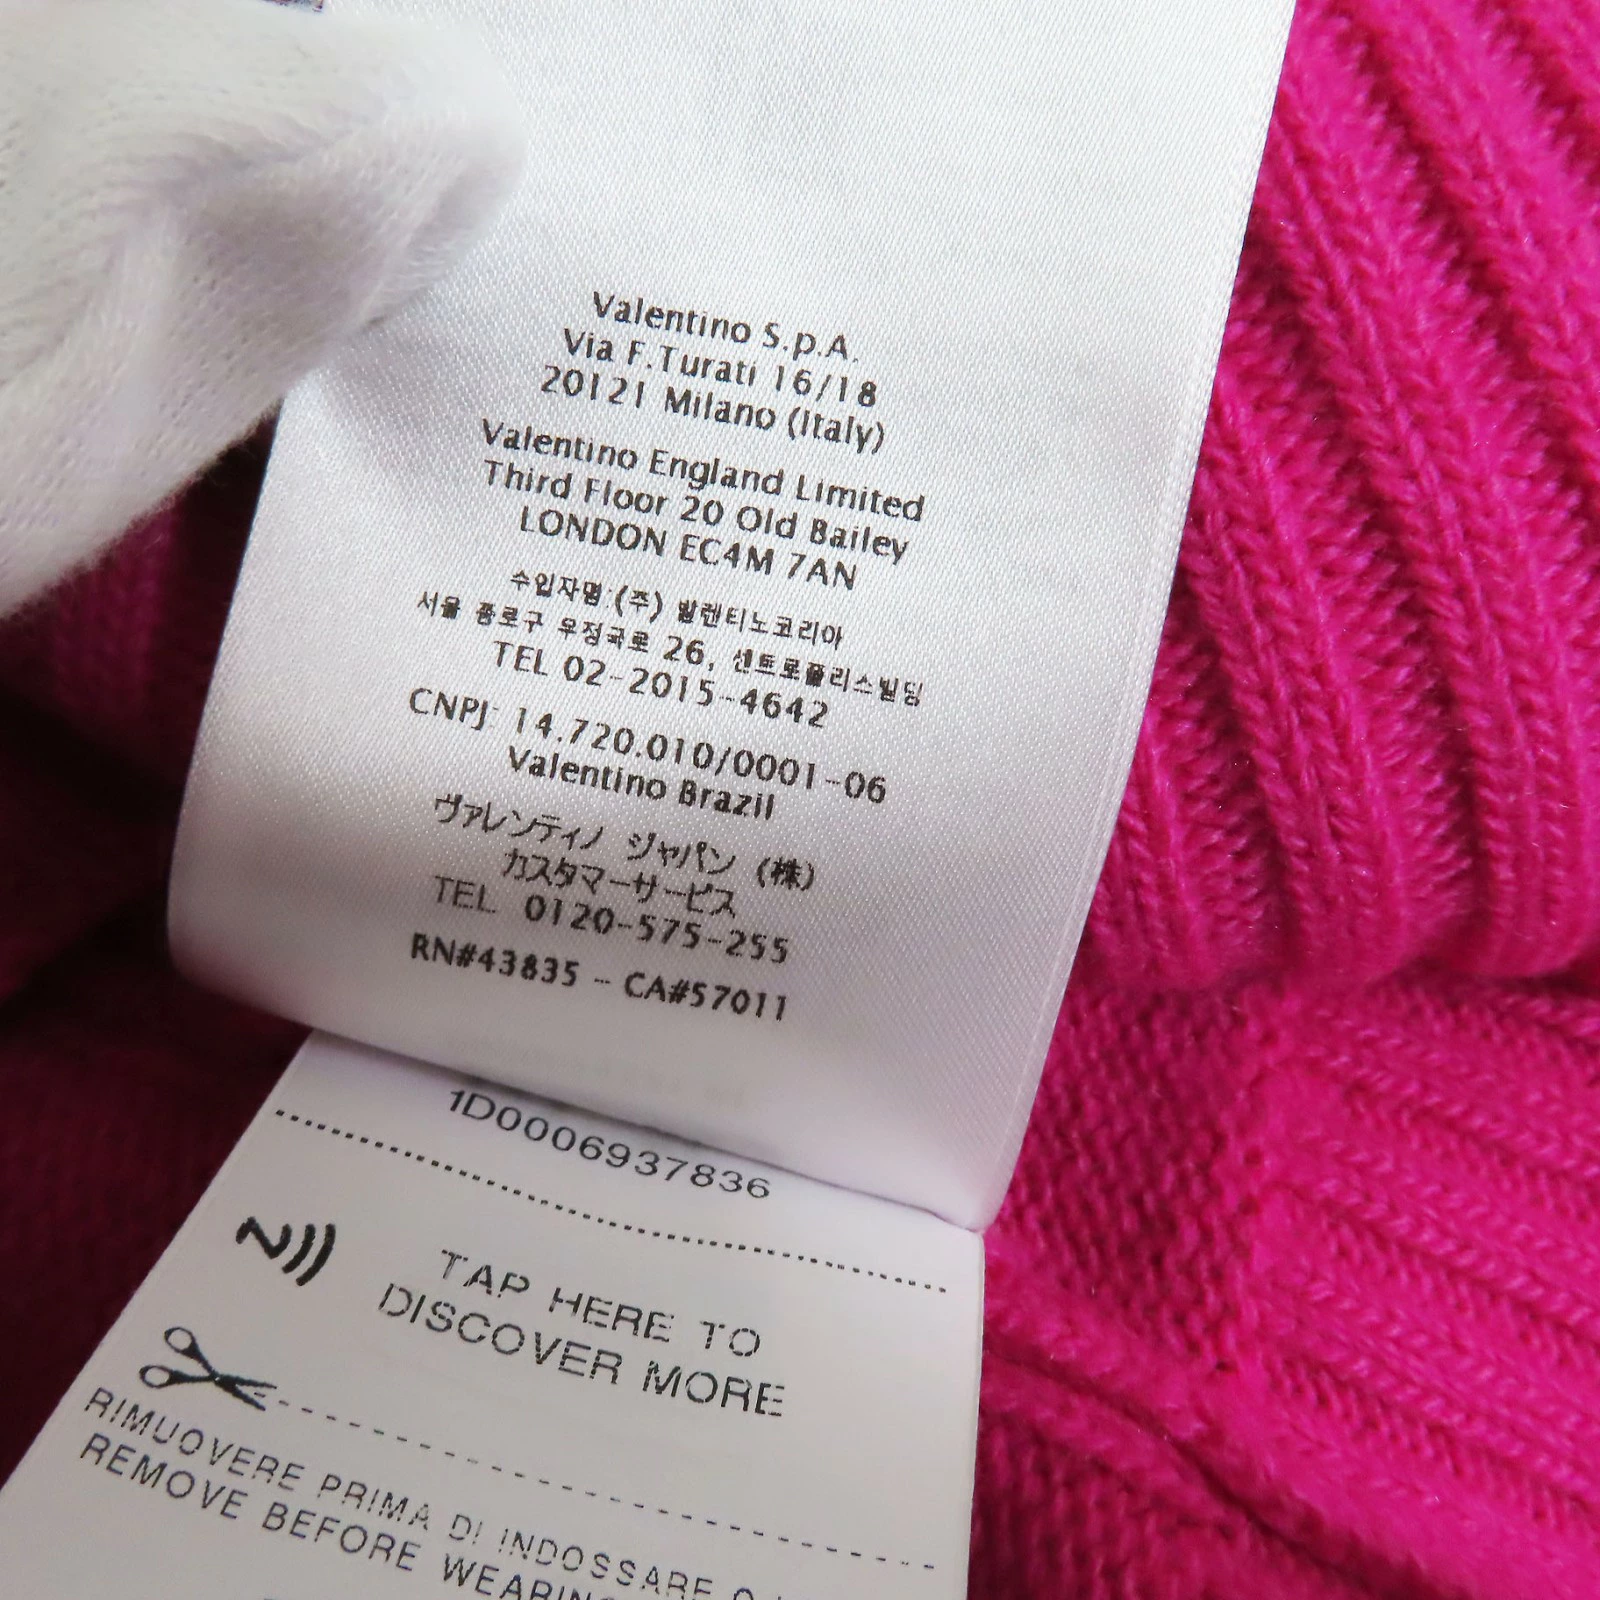 Valentino S.p.A.
Via F.Turati 16/18
20121 Milano (Italy)
Valentino England Limited
Third Floor 20 Old Bailey
LONDON EC4M 7AN
수입자명:(주) 발렌티노코리아
서울 종로구 우정국로 26, 센트로폴리스빌딩
TEL 02-2015-4642
CNPJ: 14.720.010/0001-06
Valentino Brazil
ヴァレンティノ ジャパン (株)
カスタマーサービス
TEL 0120-575-255
RN#43835 - CA#57011
1D0006937836
TAP HERE TO
DISCOVER MORE
RIMUOVERE PRIMA DI INDOSSARE O
REMOVE BEFORE WEARING